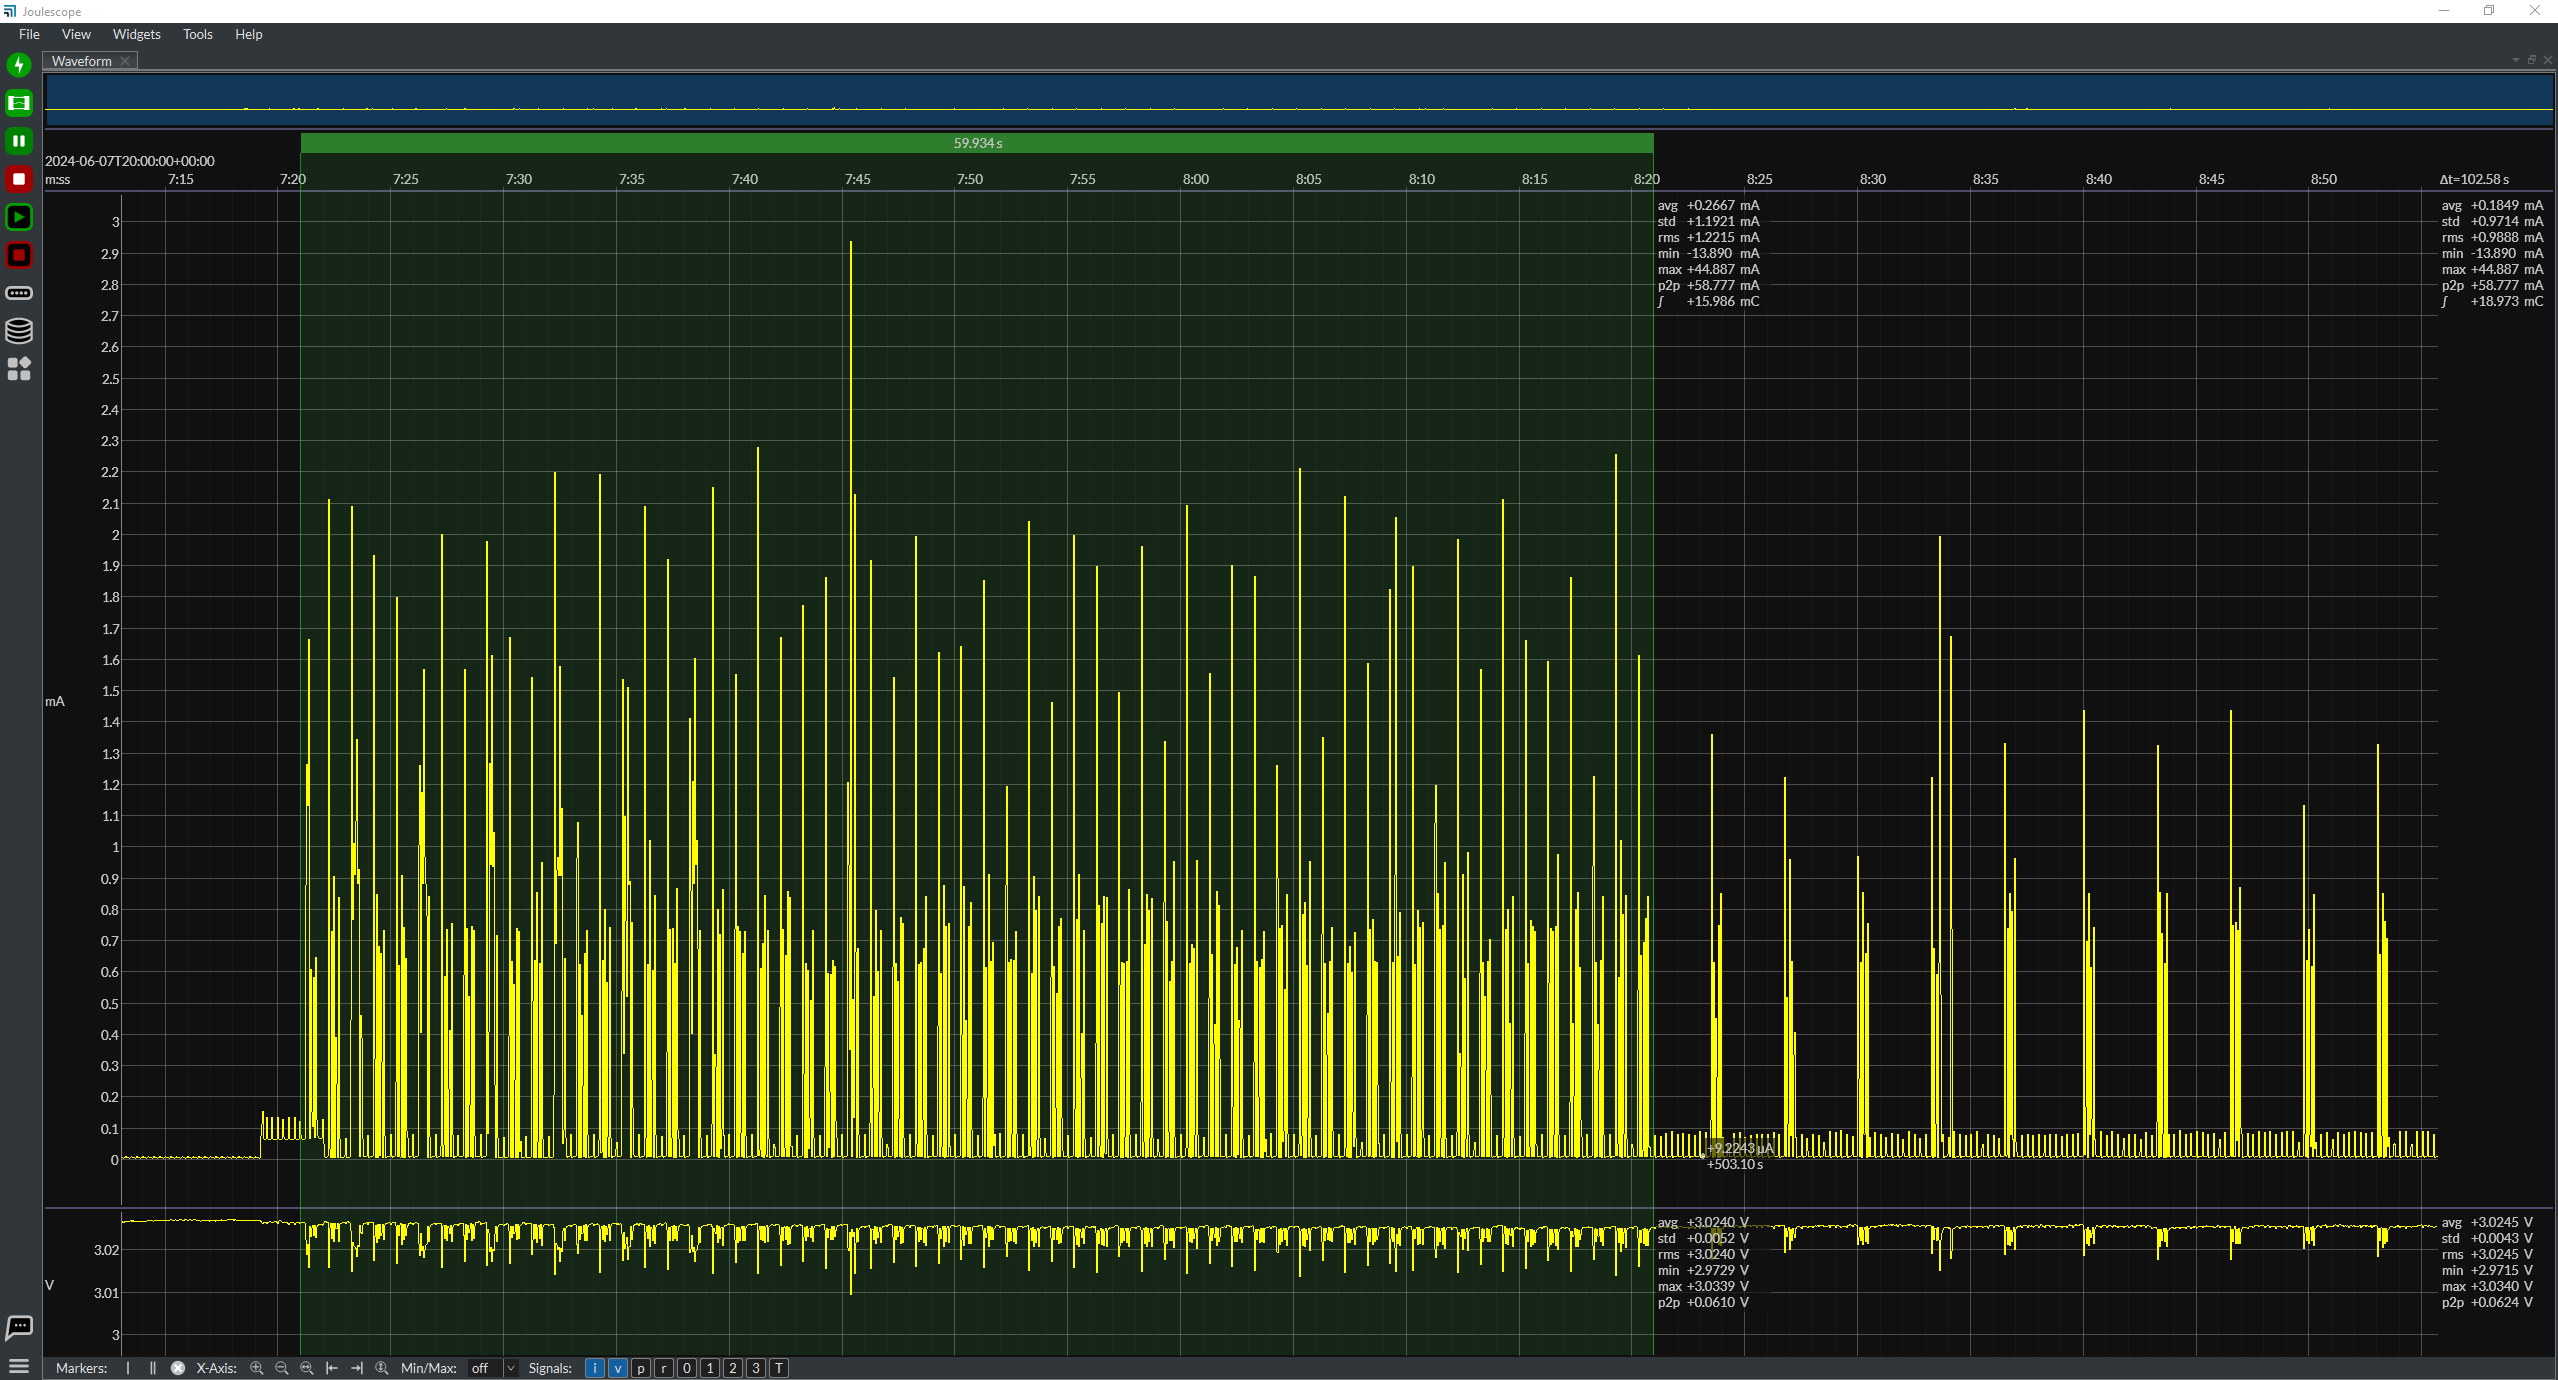 Joulescope
File View Widgets Tools Help
Waveform
59.934 s
2024-06-07T20:00:00+00:00
m:ss 7:15 7:20 7:25 7:30 7:35 7:40 7:45 7:50 7:55 8:00 8:05 8:10 8:15 8:20 8:25 8:30 8:35 8:40 8:45 8:50 Δt=102.58 s
avg +0.2667 mA
std +1.1921 mA
rms +1.2215 mA
min -13.890 mA
max +44.887 mA
p2p +58.777 mA
∫ +15.986 mC
avg +0.1849 mA
std +0.9714 mA
rms +0.9888 mA
min -13.890 mA
max +44.887 mA
p2p +58.777 mA
∫ +18.973 mC
3
2.9
2.8
2.7
2.6
2.5
2.4
2.3
2.2
2.1
2
1.9
1.8
1.7
1.6
1.5
mA
1.4
1.3
1.2
1.1
1
0.9
0.8
0.7
0.6
0.5
0.4
0.3
0.2
0.1
0
+9.2243 µA
+503.10 s
3.02
V
3.01
3
avg +3.0240 V
std +0.0052 V
rms +3.0240 V
min +2.9729 V
max +3.0339 V
p2p +0.0610 V
avg +3.0245 V
std +0.0043 V
rms +3.0245 V
min +2.9715 V
max +3.0340 V
p2p +0.0624 V
Markers: X-Axis: Min/Max: off Signals: i v p r 0 1 2 3 T